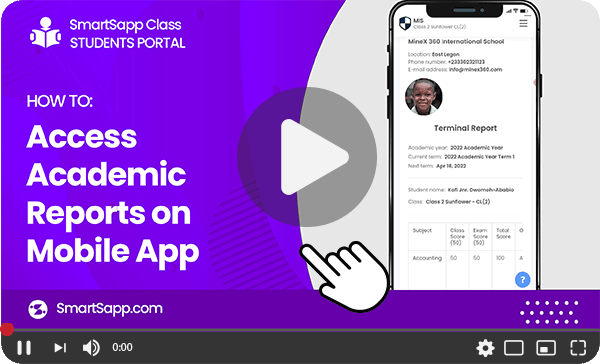 SmartSapp Class
STUDENTS PORTAL
HOW TO:
Access
Academic
Reports on
Mobile App
SmartSapp.com
0:00
MIS
Class 2 Sunflower CL(2)
MineX 360 International School
Location: East Legon
Phone number: +233302321123
E-mail address: info@minex360.com
Terminal Report
Academic year: 2022 Academic Year
Current term: 2022 Academic Year Term 1
Next term: Apr 18, 2022
Student name: Kofi Jnr. Dwomeh-Ababio
Class: Class 2 Sunflower - CL(2)
Subject Class Score (50) Exam Score (50) Total Score G
Accounting 50 50 100 A
?